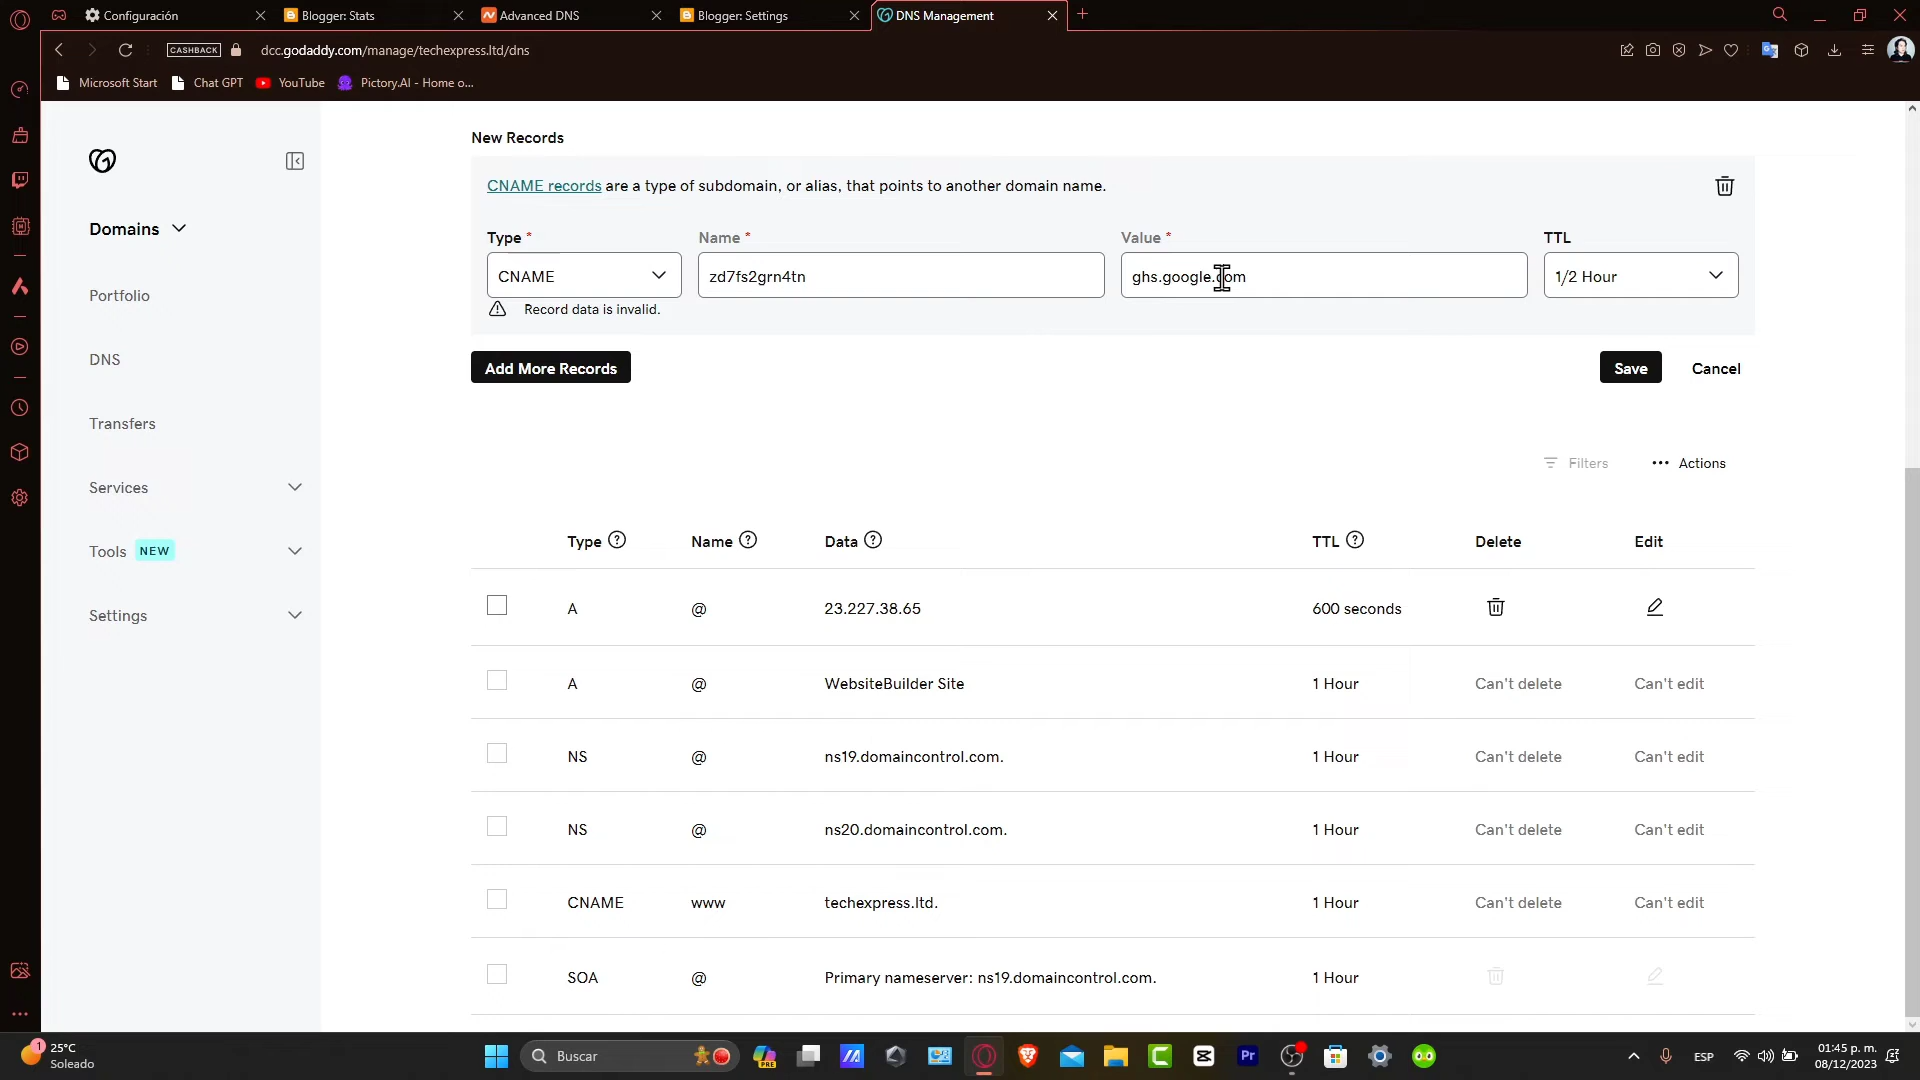 Configuración
Blogger: Stats
Advanced DNS
Blogger: Settings
DNS Management
CASHBACK
dcc.godaddy.com/manage/techexpress.ltd/dns
Microsoft Start
Chat GPT
YouTube
Pictory.AI - Home o...
Domains
Portfolio
DNS
Transfers
Services
Tools NEW
Settings
New Records
CNAME records are a type of subdomain, or alias, that points to another domain name.
Type * Name * Value * TTL
CNAME zd7fs2grn4tn ghs.google.com 1/2 Hour
Record data is invalid.
Add More Records Save Cancel
Filters Actions
Type Name Data TTL Delete Edit
A @ 23.227.38.65 600 seconds
A @ WebsiteBuilder Site 1 Hour Can't delete Can't edit
NS @ ns19.domaincontrol.com. 1 Hour Can't delete Can't edit
NS @ ns20.domaincontrol.com. 1 Hour Can't delete Can't edit
CNAME www techexpress.ltd. 1 Hour Can't delete Can't edit
SOA @ Primary nameserver: ns19.domaincontrol.com. 1 Hour
1
25°C
Soleado
Buscar
PRE
Pr
ESP
01:45 p. m.
08/12/2023